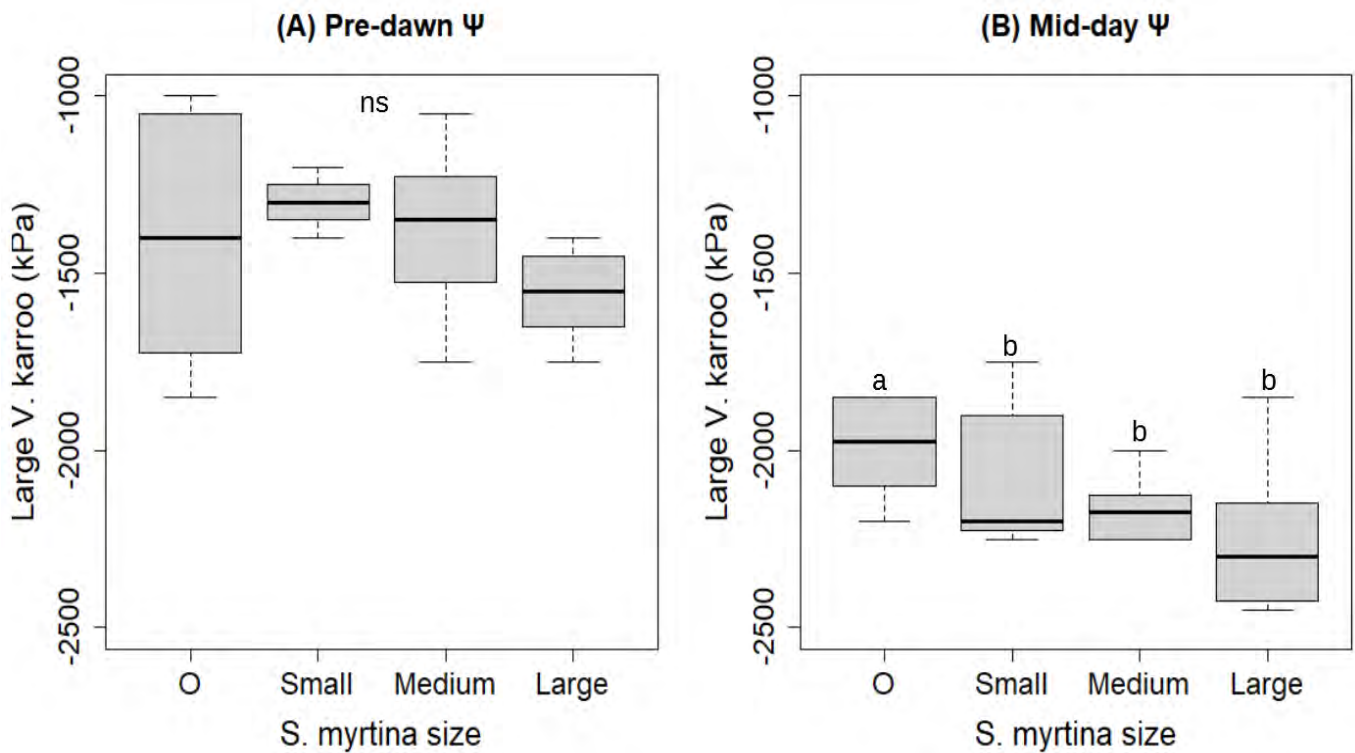 (A) Pre-dawn Ψ
Large V. karroo (kPa)
-1000
-1500
-2000
-2500
ns
O Small Medium Large
S. myrtina size
(B) Mid-day Ψ
Large V. karroo (kPa)
-1000
-1500
-2000
-2500
a
b
b
b
O Small Medium Large
S. myrtina size